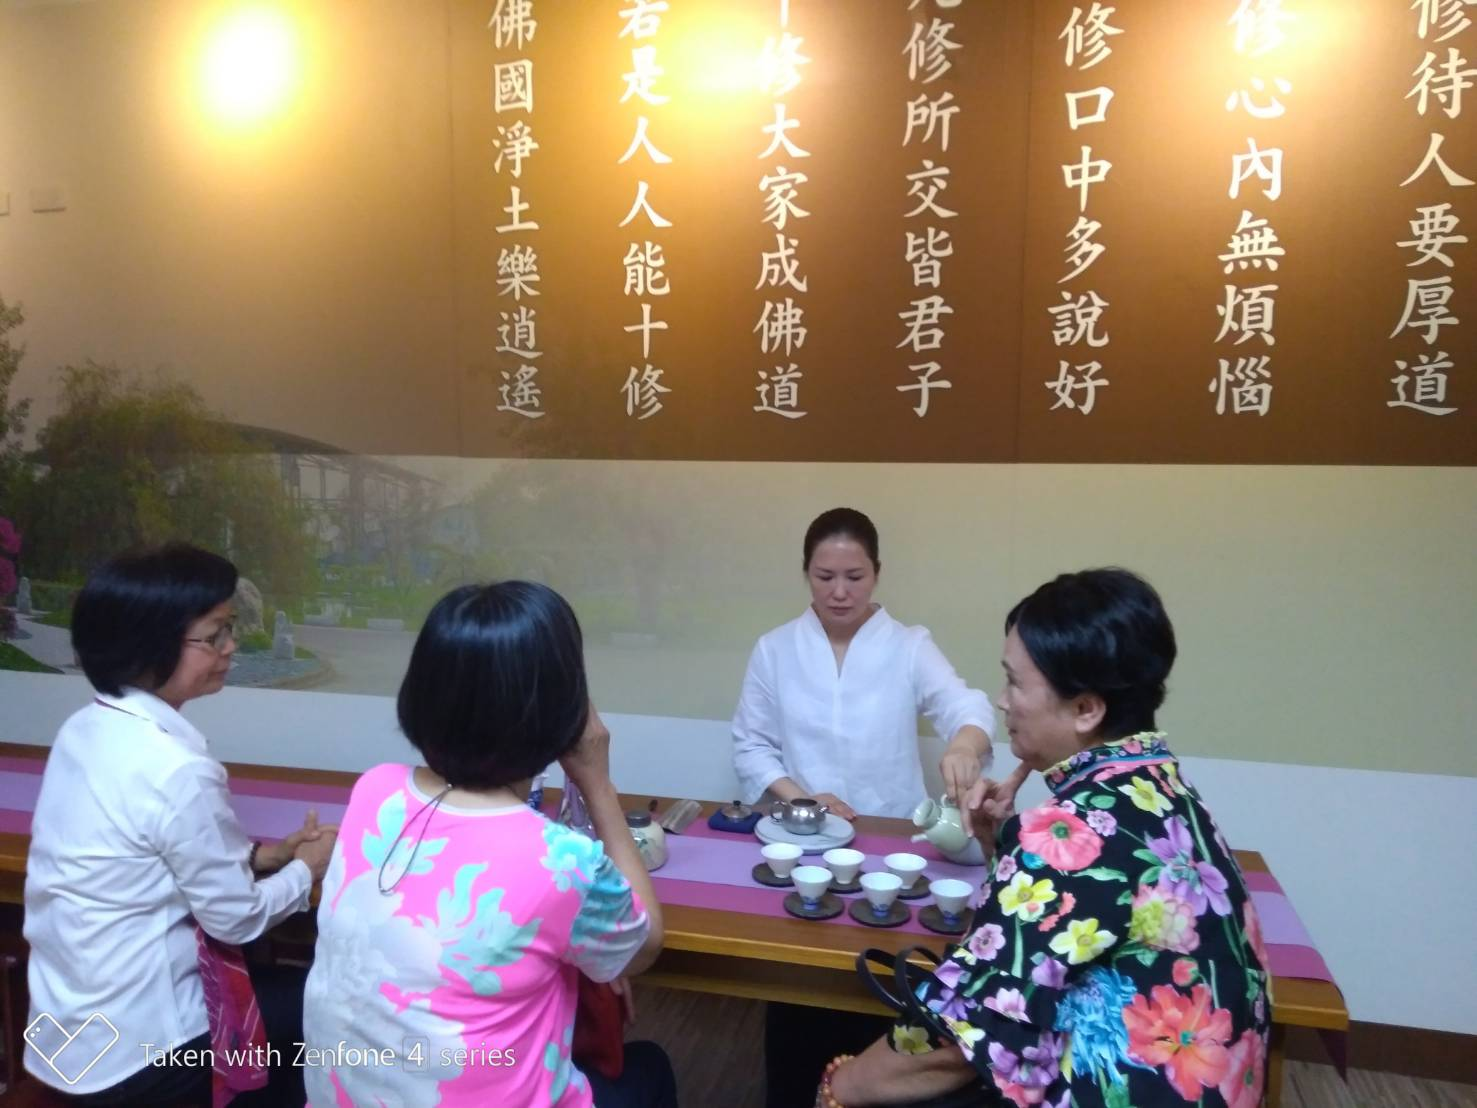 修待人要厚道
修心內無煩惱
修口中多說好
修所交皆君子
修大家成佛道
若是人人能十修
佛國淨土樂逍遙
Taken with Zenfone 4 series